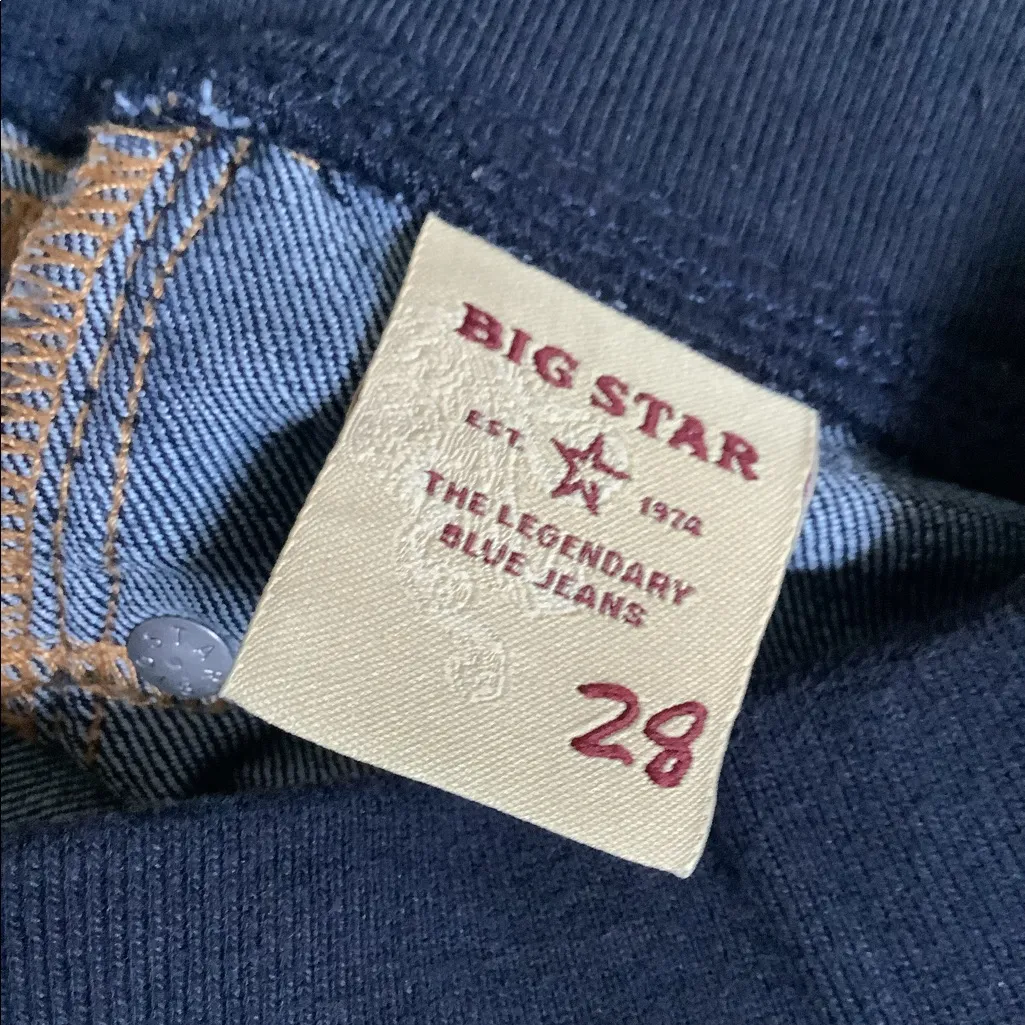 BIG STAR
EST. 1974
THE LEGENDARY
BLUE JEANS
28